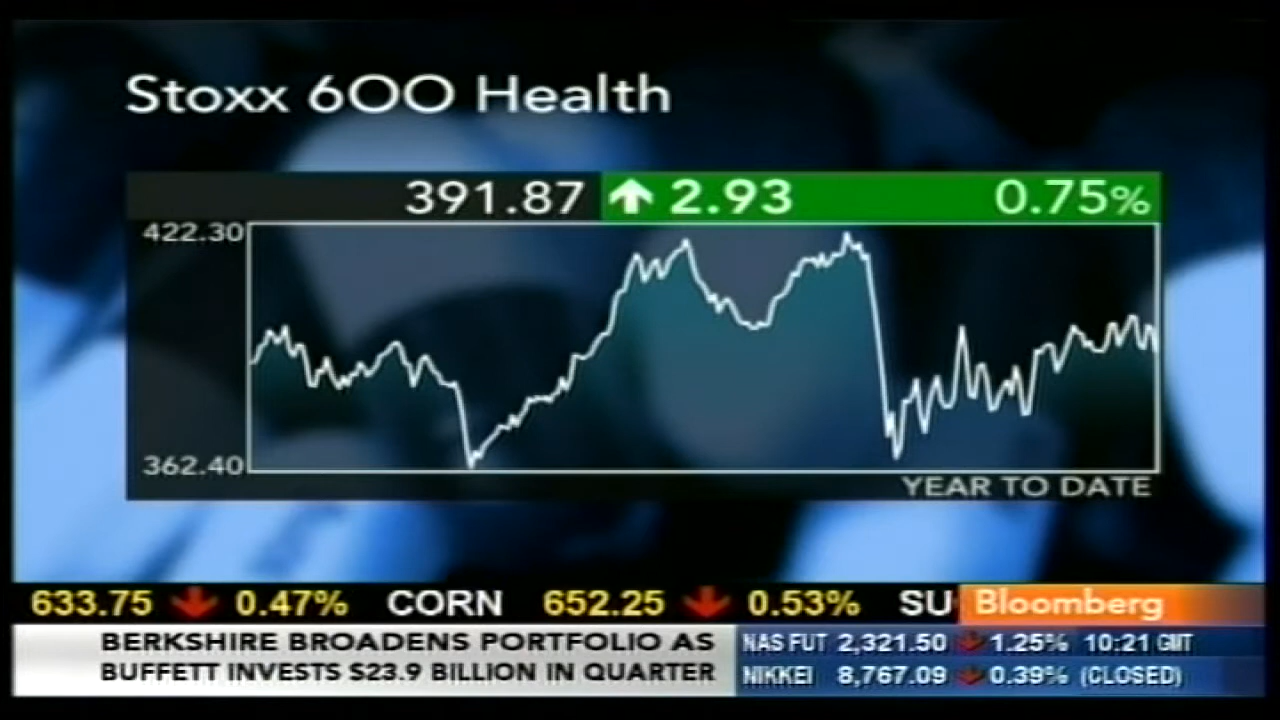 Stoxx 600 Health
391.87 2.93 0.75%
422.30
362.40
YEAR TO DATE
633.75 0.47% CORN 652.25 0.53% SU Bloomberg
BERKSHIRE BROADENS PORTFOLIO AS
BUFFETT INVESTS $23.9 BILLION IN QUARTER
NAS FUT 2,321.50 1.25% 10:21 GMT
NIKKEI 8,767.09 0.39% (CLOSED)